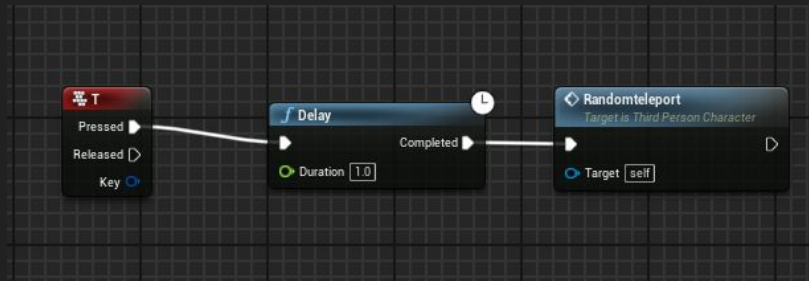 T
Pressed
Released
Key
Delay
Completed
Duration 1.0
Randomteleport
Target is Third Person Character
Target self